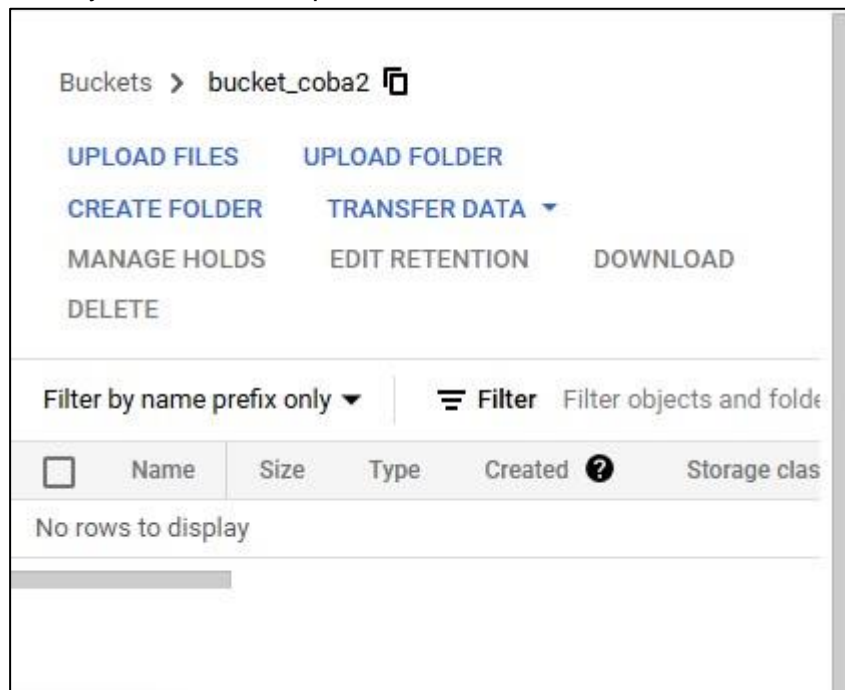 Buckets > bucket_coba2
UPLOAD FILES UPLOAD FOLDER
CREATE FOLDER TRANSFER DATA
MANAGE HOLDS EDIT RETENTION DOWNLOAD
DELETE
Filter by name prefix only Filter Filter objects and folde
Name Size Type Created ? Storage clas
No rows to display